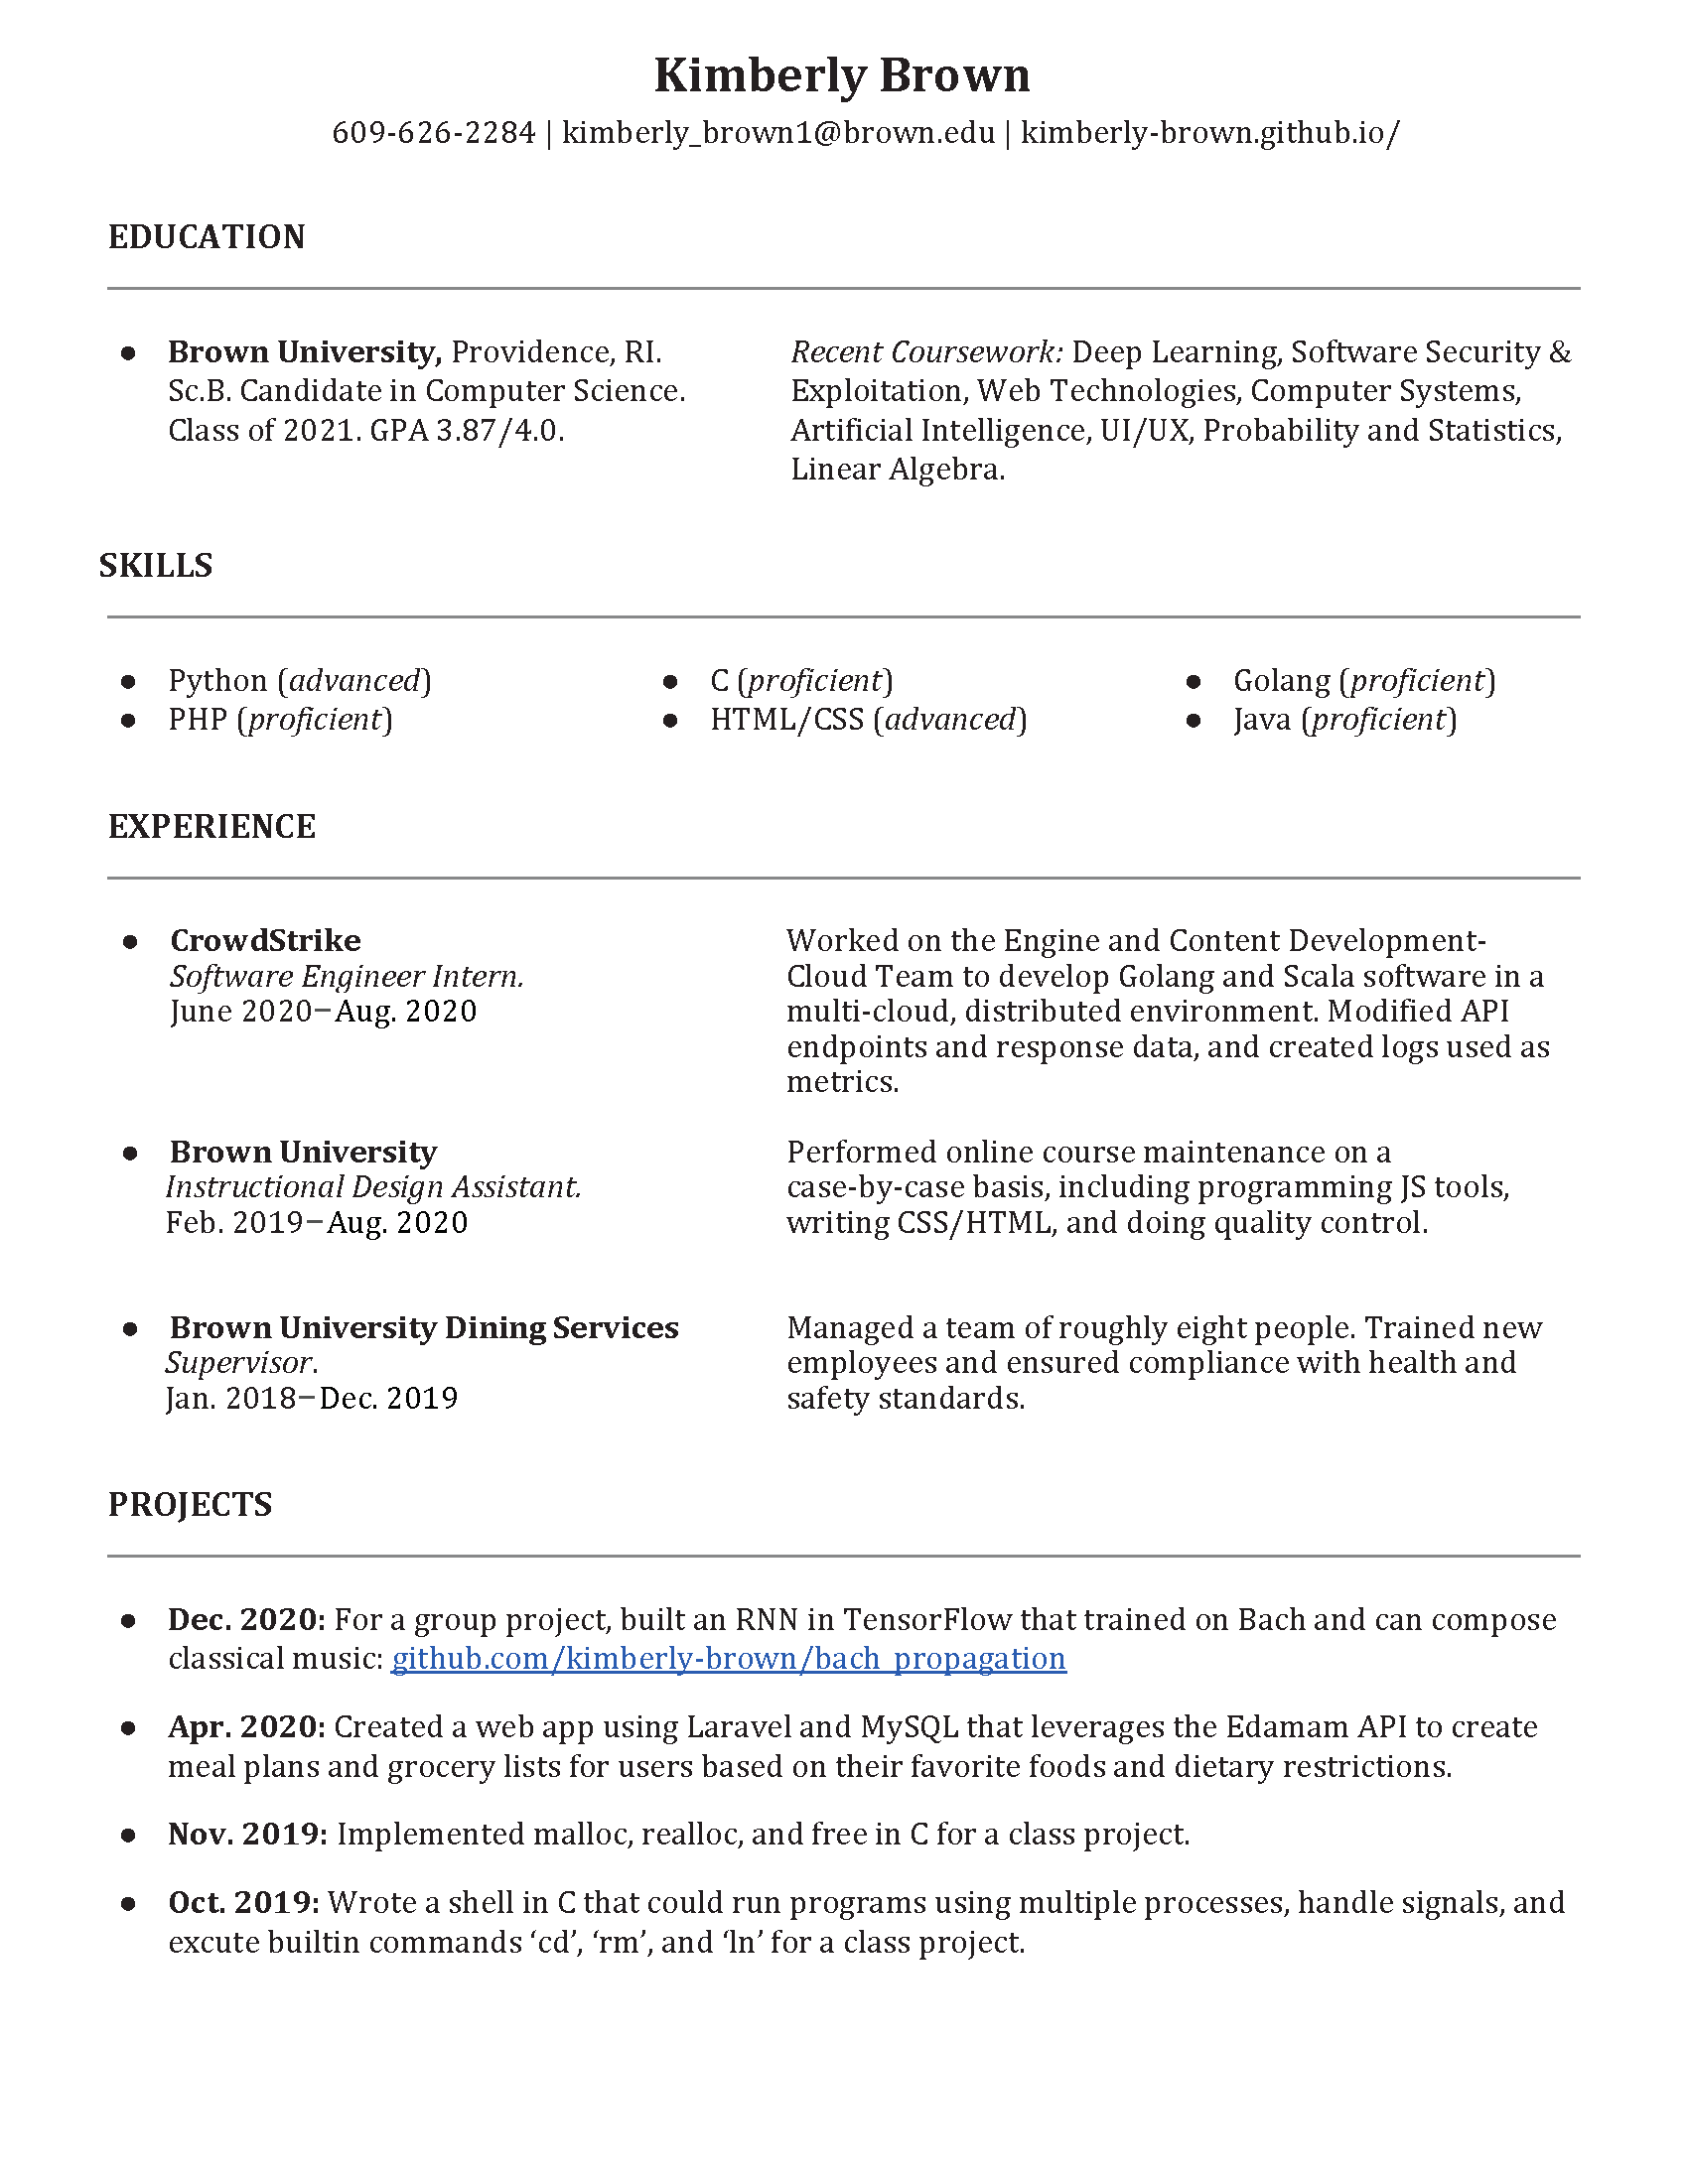 Kimberly Brown
609-626-2284 | kimberly_brown1@brown.edu | kimberly-brown.github.io/
EDUCATION
● Brown University, Providence, RI.
Sc.B. Candidate in Computer Science.
Class of 2021. GPA 3.87/4.0.
Recent Coursework: Deep Learning, Software Security &
Exploitation, Web Technologies, Computer Systems,
Artificial Intelligence, UI/UX, Probability and Statistics,
Linear Algebra.
SKILLS
● Python (advanced)
● PHP (proficient)
● C (proficient)
● HTML/CSS (advanced)
● Golang (proficient)
● Java (proficient)
EXPERIENCE
● CrowdStrike
Software Engineer Intern.
June 2020–Aug. 2020
Worked on the Engine and Content Development-
Cloud Team to develop Golang and Scala software in a
multi-cloud, distributed environment. Modified API
endpoints and response data, and created logs used as
metrics.
● Brown University
Instructional Design Assistant.
Feb. 2019–Aug. 2020
Performed online course maintenance on a
case-by-case basis, including programming JS tools,
writing CSS/HTML, and doing quality control.
● Brown University Dining Services
Supervisor.
Jan. 2018–Dec. 2019
Managed a team of roughly eight people. Trained new
employees and ensured compliance with health and
safety standards.
PROJECTS
● Dec. 2020: For a group project, built an RNN in TensorFlow that trained on Bach and can compose
classical music: github.com/kimberly-brown/bach_propagation
● Apr. 2020: Created a web app using Laravel and MySQL that leverages the Edamam API to create
meal plans and grocery lists for users based on their favorite foods and dietary restrictions.
● Nov. 2019: Implemented malloc, realloc, and free in C for a class project.
● Oct. 2019: Wrote a shell in C that could run programs using multiple processes, handle signals, and
excute builtin commands ‘cd’, ‘rm’, and ‘ln’ for a class project.